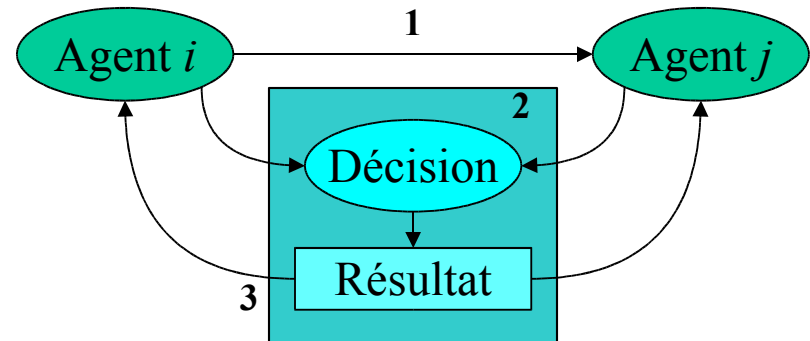 1
Agent i
Agent j
2
Décision
Résultat
3